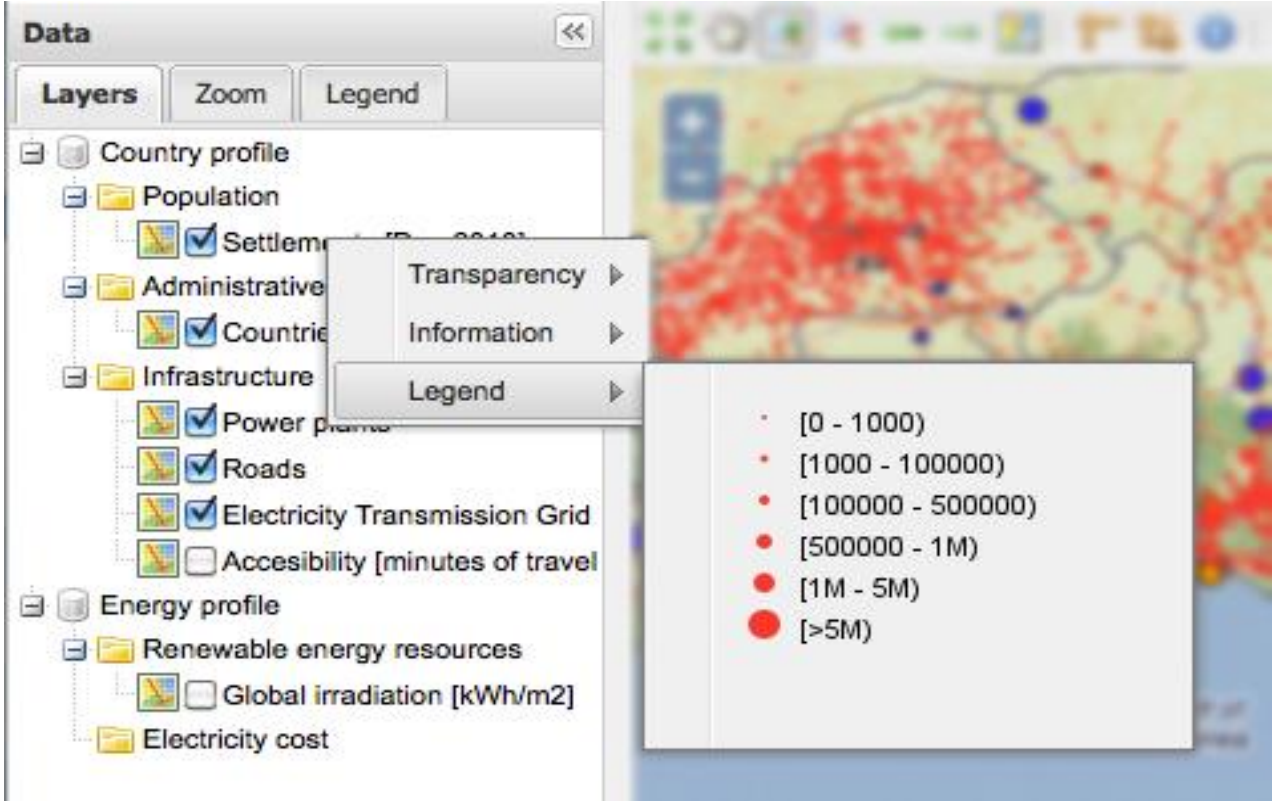 Data
Layers
Zoom
Legend
Country profile
Population
Settlements
Administrative
Countrie
Infrastructure
Power plants
Roads
Electricity Transmission Grid
Accesibility [minutes of travel
Energy profile
Renewable energy resources
Global irradiation [kWh/m2]
Electricity cost
Transparency
Information
Legend
[0 - 1000)
[1000 - 100000)
[100000 - 500000)
[500000 - 1M)
[1M - 5M)
[>5M)